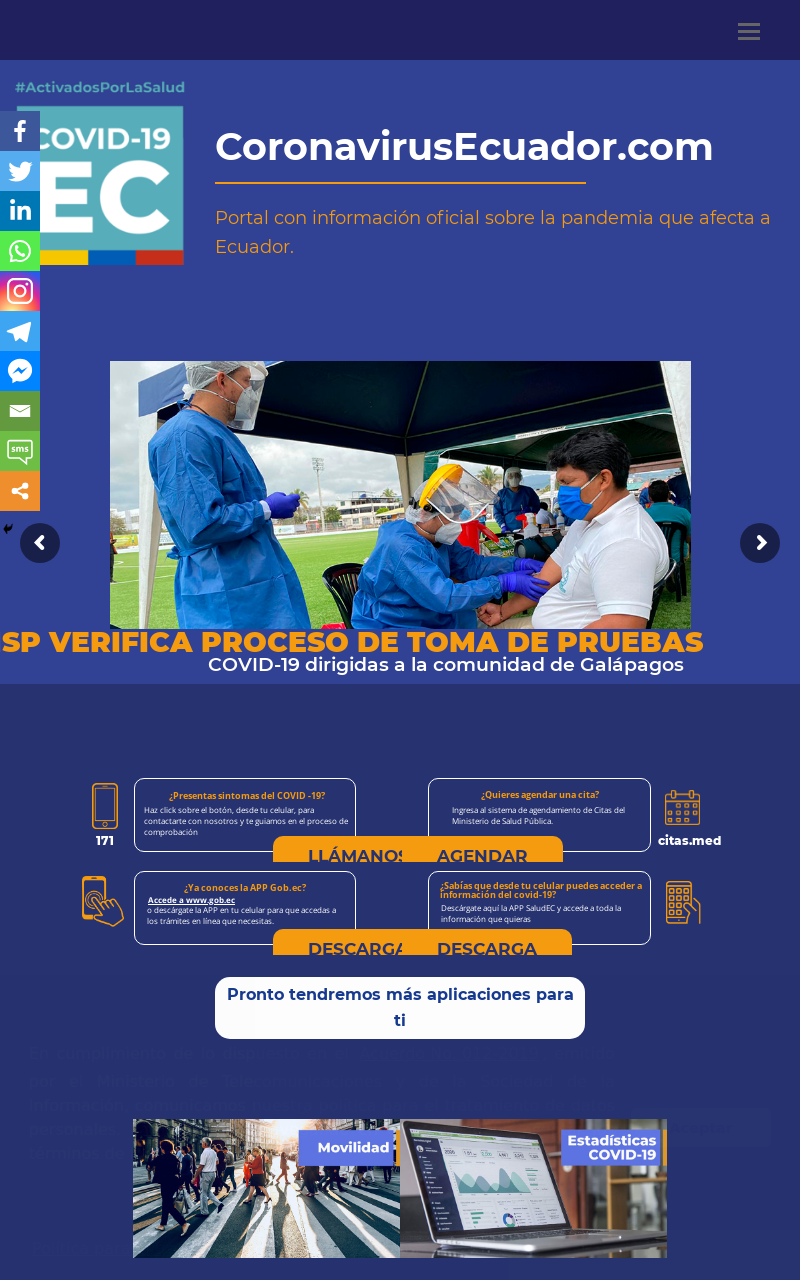 #ActivadosPorLaSalud
COVID-19
EC
CoronavirusEcuador.com
Portal con información oficial sobre la pandemia que afecta a
Ecuador.
sms
SP VERIFICA PROCESO DE TOMA DE PRUEBAS
COVID-19 dirigidas a la comunidad de Galápagos
¿Presentas sintomas del COVID -19?
Haz click sobre el botón, desde tu celular, para
contactarte con nosotros y te guiamos en el proceso de
comprobación
171
LLÁMANOS
¿Quieres agendar una cita?
Ingresa al sistema de agendamiento de Citas del
Ministerio de Salud Pública.
citas.med
AGENDAR
¿Ya conoces la APP Gob.ec?
Accede a www.gob.ec
o descárgate la APP en tu celular para que accedas a
los trámites en línea que necesitas.
DESCARGA
¿Sabías que desde tu celular puedes acceder a
información del covid-19?
Descárgate aquí la APP SaludEC y accede a toda la
información que quieras
DESCARGA
Pronto tendremos más aplicaciones para
ti
Movilidad
Estadísticas
COVID-19